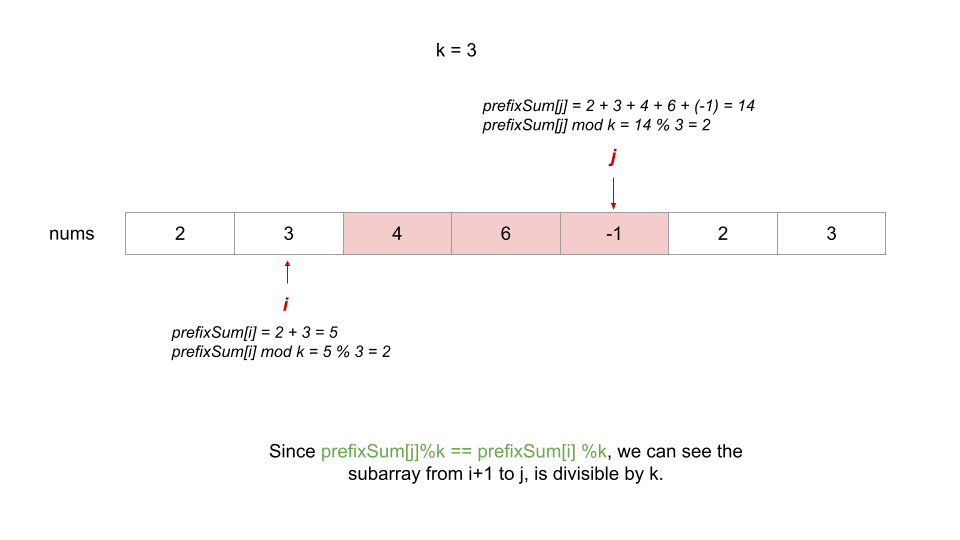 k = 3
prefixSum[j] = 2 + 3 + 4 + 6 + (-1) = 14
prefixSum[j] mod k = 14 % 3 = 2
j
nums 2 3 4 6 -1 2 3
i
prefixSum[i] = 2 + 3 = 5
prefixSum[i] mod k = 5 % 3 = 2
Since prefixSum[j]%k == prefixSum[i] %k, we can see the
subarray from i+1 to j, is divisible by k.